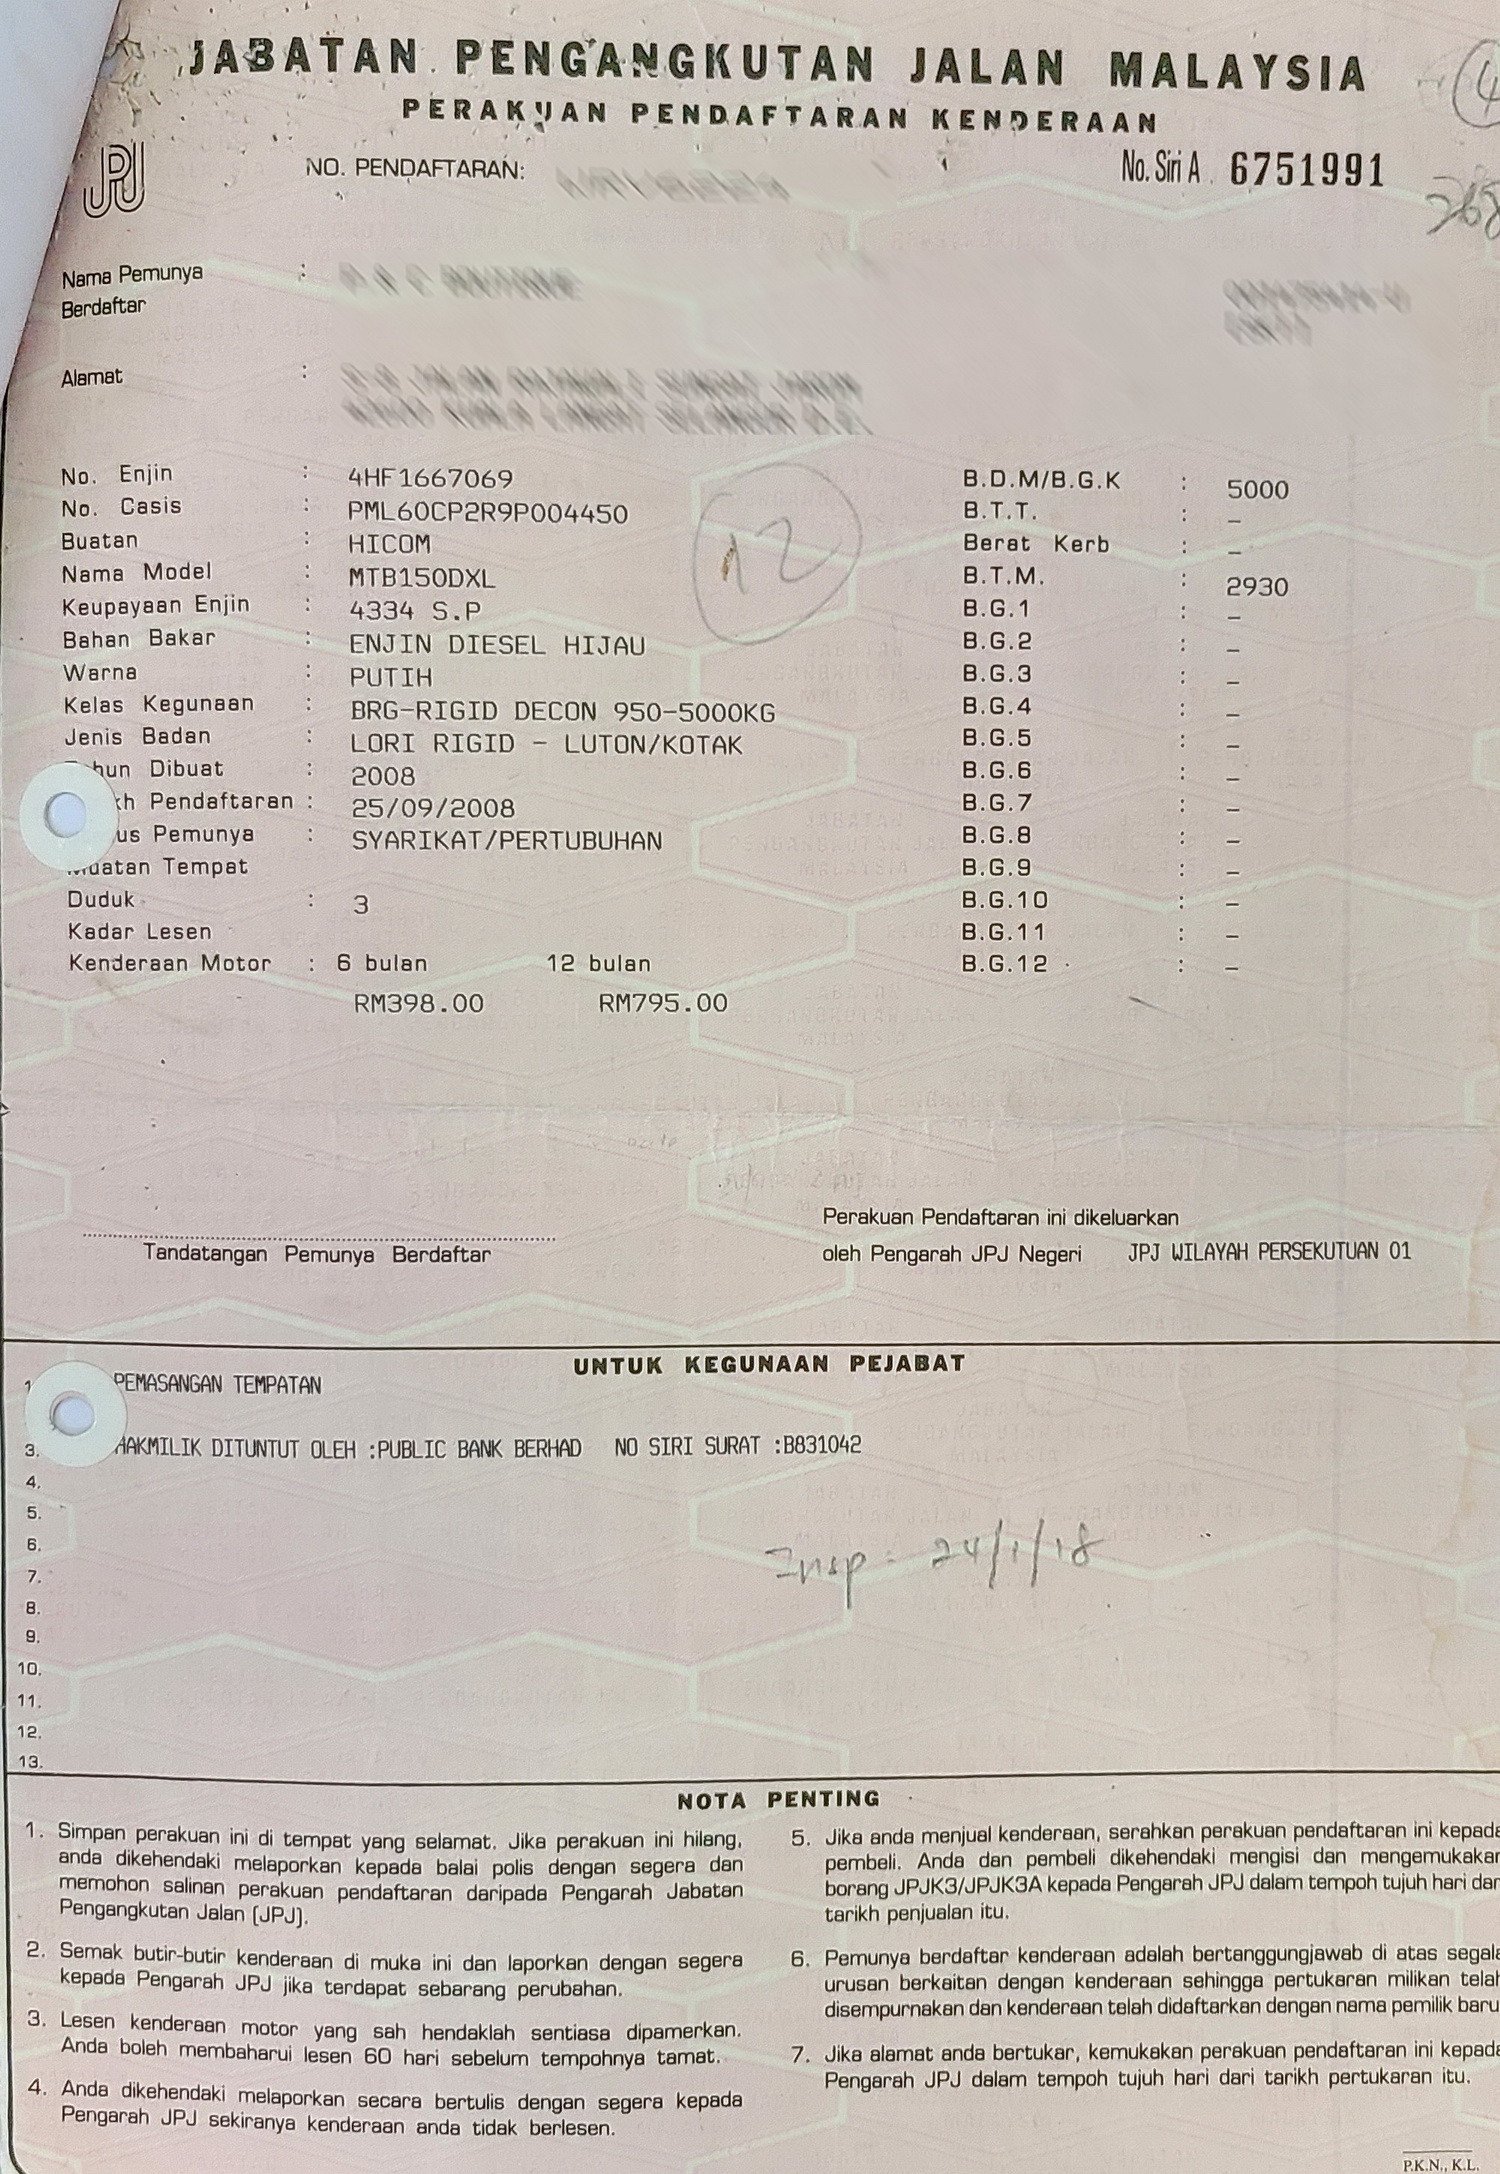 JABATAN PENGANGKUTAN JALAN MALAYSIA
PERAKUAN PENDAFTARAN KENDERAAN
JPJ
NO. PENDAFTARAN:
No. Siri A 6751991
Nama Pemunya :
Berdaftar
Alamat :
No. Enjin : 4HF1667069
No. Casis : PML60CP2R9P004450
Buatan : HICOM
Nama Model : MTB150DXL
Keupayaan Enjin : 4334 S.P
Bahan Bakar : ENJIN DIESEL HIJAU
Warna : PUTIH
Kelas Kegunaan : BRG-RIGID DECON 950-5000KG
Jenis Badan : LORI RIGID - LUTON/KOTAK
hun Dibuat : 2008
kh Pendaftaran : 25/09/2008
us Pemunya : SYARIKAT/PERTUBUHAN
Muatan Tempat
Duduk : 3
Kadar Lesen
Kenderaan Motor : 6 bulan 12 bulan
RM398.00 RM795.00
12
B.D.M/B.G.K : 5000
B.T.T. : -
Berat Kerb : -
B.T.M. : 2930
B.G.1 : -
B.G.2 : -
B.G.3 : -
B.G.4 : -
B.G.5 : -
B.G.6 : -
B.G.7 : -
B.G.8 : -
B.G.9 : -
B.G.10 : -
B.G.11 : -
B.G.12 : -
Tandatangan Pemunya Berdaftar
Perakuan Pendaftaran ini dikeluarkan
oleh Pengarah JPJ Negeri JPJ WILAYAH PERSEKUTUAN 01
UNTUK KEGUNAAN PEJABAT
1 PEMASANGAN TEMPATAN
3. HAKMILIK DITUNTUT OLEH :PUBLIC BANK BERHAD NO SIRI SURAT :B831042
4.
5.
6.
7.
8.
9.
10.
11.
12.
13.
Insp : 24/1/18
NOTA PENTING
1. Simpan perakuan ini di tempat yang selamat. Jika perakuan ini hilang,
anda dikehendaki melaporkan kepada balai polis dengan segera dan
memohon salinan perakuan pendaftaran daripada Pengarah Jabatan
Pengangkutan Jalan (JPJ).
2. Semak butir-butir kenderaan di muka ini dan laporkan dengan segera
kepada Pengarah JPJ jika terdapat sebarang perubahan.
3. Lesen kenderaan motor yang sah hendaklah sentiasa dipamerkan.
Anda boleh membaharui lesen 60 hari sebelum tempohnya tamat.
4. Anda dikehendaki melaporkan secara bertulis dengan segera kepada
Pengarah JPJ sekiranya kenderaan anda tidak berlesen.
5. Jika anda menjual kenderaan, serahkan perakuan pendaftaran ini kepada
pembeli. Anda dan pembeli dikehendaki mengisi dan mengemukakan
borang JPJK3/JPJK3A kepada Pengarah JPJ dalam tempoh tujuh hari dari
tarikh penjualan itu.
6. Pemunya berdaftar kenderaan adalah bertanggungjawab di atas segala
urusan berkaitan dengan kenderaan sehingga pertukaran milikan telah
disempurnakan dan kenderaan telah didaftarkan dengan nama pemilik baru
7. Jika alamat anda bertukar, kemukakan perakuan pendaftaran ini kepada
Pengarah JPJ dalam tempoh tujuh hari dari tarikh pertukaran itu.
P.K.N., K.L.